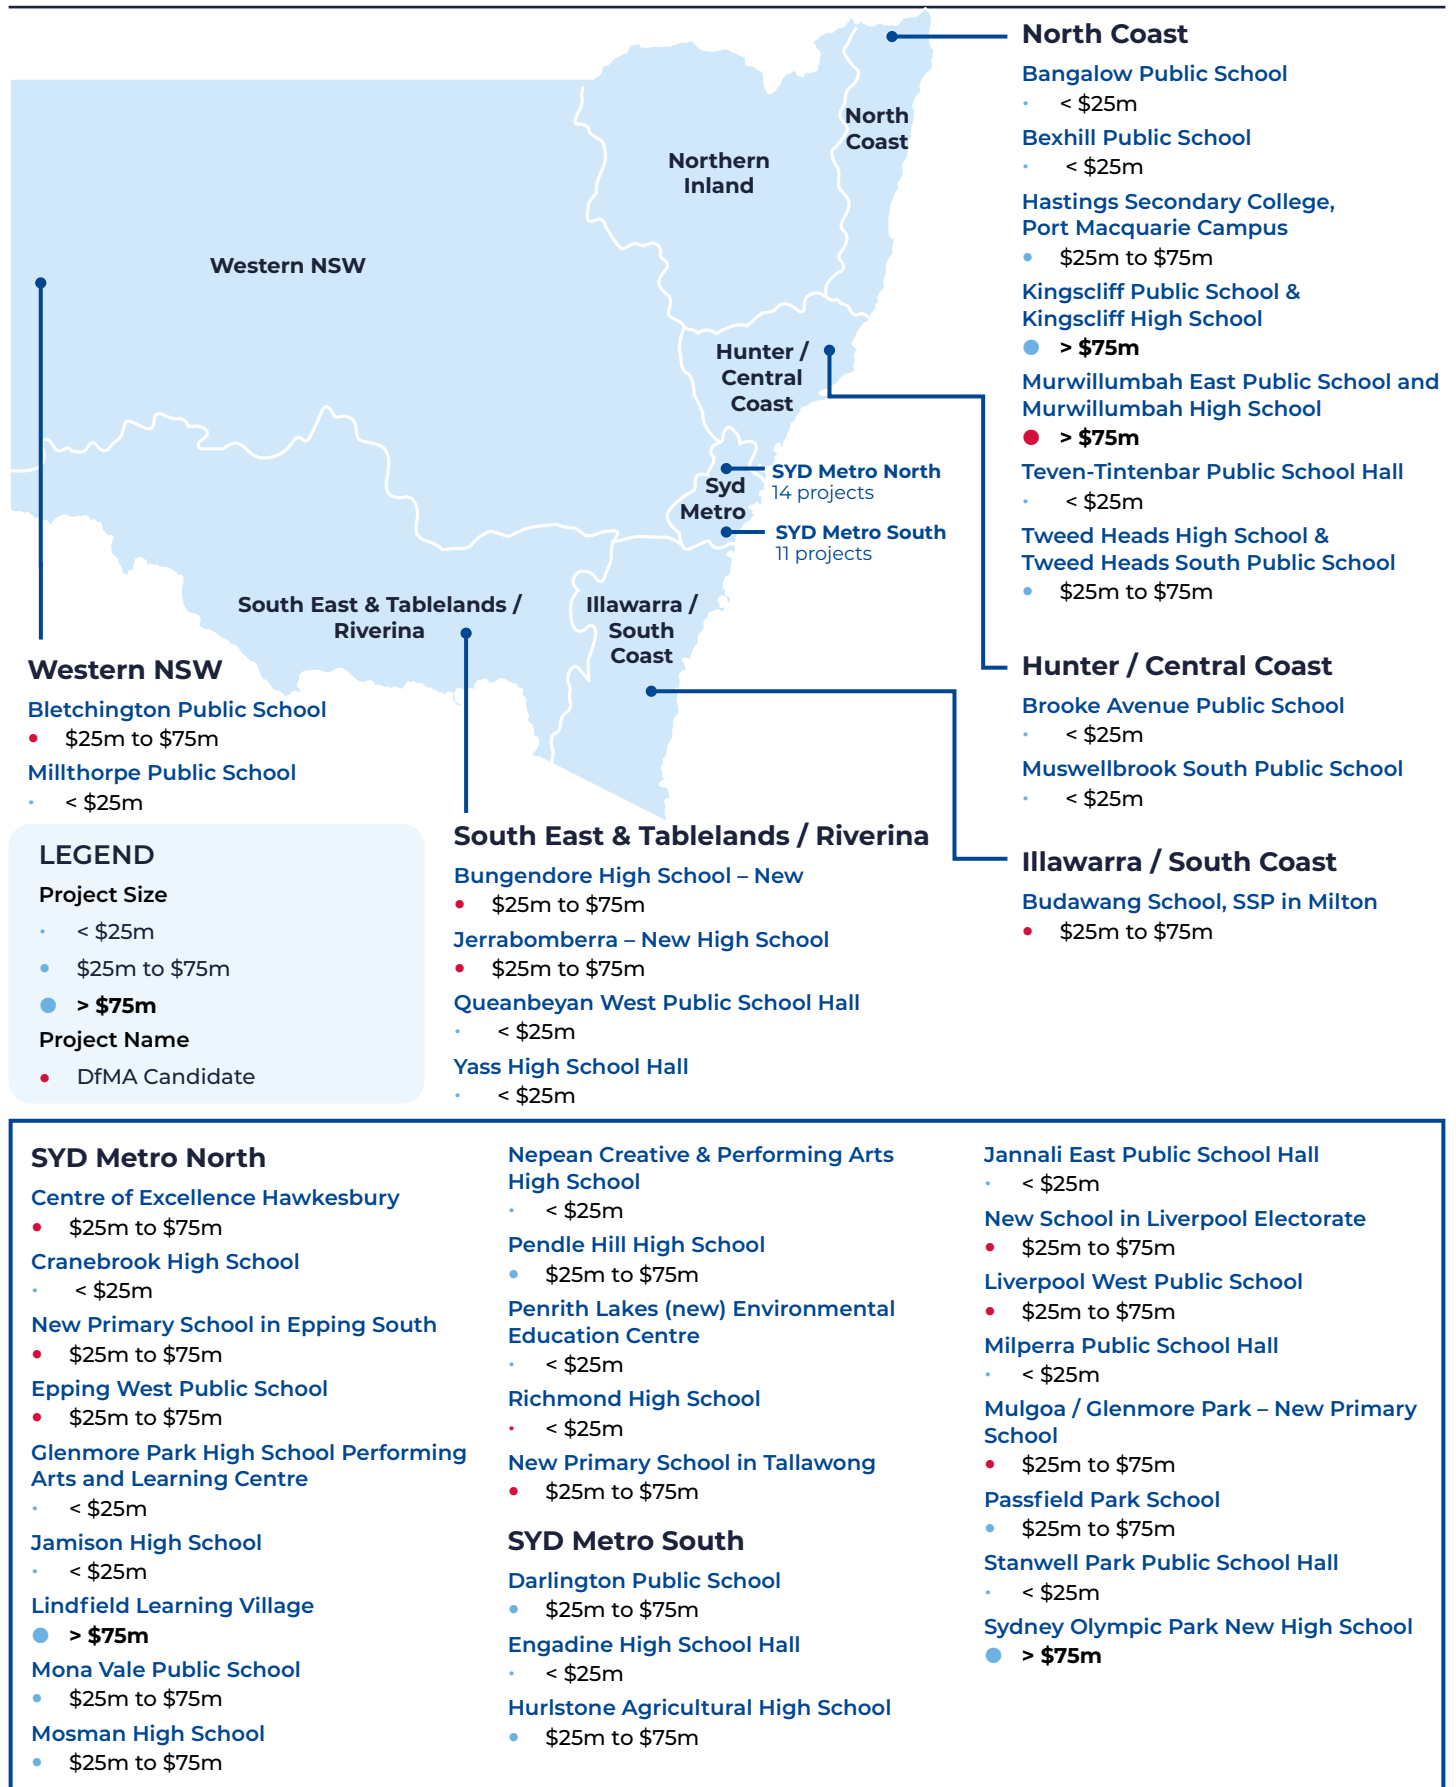 North Coast
Bangalow Public School
< $25m
Bexhill Public School
< $25m
Hastings Secondary College,
Port Macquarie Campus
• $25m to $75m
Kingscliff Public School &
Kingscliff High School
• > $75m
Murwillumbah East Public School and
Murwillumbah High School
• > $75m
Teven-Tintenbar Public School Hall
• < $25m
Tweed Heads High School &
Tweed Heads South Public School
• $25m to $75m
North
Coast
Northern
Inland
Western NSW
Hunter /
Central
Coast
SYD Metro North
14 projects
Syd
Metro
SYD Metro South
11 projects
South East & Tablelands /
Riverina
Illawarra /
South
Coast
Hunter / Central Coast
Brooke Avenue Public School
• < $25m
Muswellbrook South Public School
• < $25m
Western NSW
Bletchington Public School
• $25m to $75m
Millthorpe Public School
• < $25m
LEGEND
Project Size
• < $25m
• $25m to $75m
• > $75m
Project Name
• DfMA Candidate
South East & Tablelands / Riverina
Bungendore High School – New
• $25m to $75m
Jerrabomberra – New High School
• $25m to $75m
Queanbeyan West Public School Hall
• < $25m
Yass High School Hall
• < $25m
Illawarra / South Coast
Budawang School, SSP in Milton
• $25m to $75m
SYD Metro North
Centre of Excellence Hawkesbury
• $25m to $75m
Cranebrook High School
• < $25m
New Primary School in Epping South
• $25m to $75m
Epping West Public School
• $25m to $75m
Glenmore Park High School Performing
Arts and Learning Centre
• < $25m
Jamison High School
• < $25m
Lindfield Learning Village
• > $75m
Mona Vale Public School
• $25m to $75m
Mosman High School
• $25m to $75m
Nepean Creative & Performing Arts
High School
• < $25m
Pendle Hill High School
• $25m to $75m
Penrith Lakes (new) Environmental
Education Centre
• < $25m
Richmond High School
• < $25m
New Primary School in Tallawong
• $25m to $75m
SYD Metro South
Darlington Public School
• $25m to $75m
Engadine High School Hall
• < $25m
Hurlstone Agricultural High School
• $25m to $75m
Jannali East Public School Hall
• < $25m
New School in Liverpool Electorate
• $25m to $75m
Liverpool West Public School
• $25m to $75m
Milperra Public School Hall
• < $25m
Mulgoa / Glenmore Park – New Primary
School
• $25m to $75m
Passfield Park School
• $25m to $75m
Stanwell Park Public School Hall
• < $25m
Sydney Olympic Park New High School
• > $75m